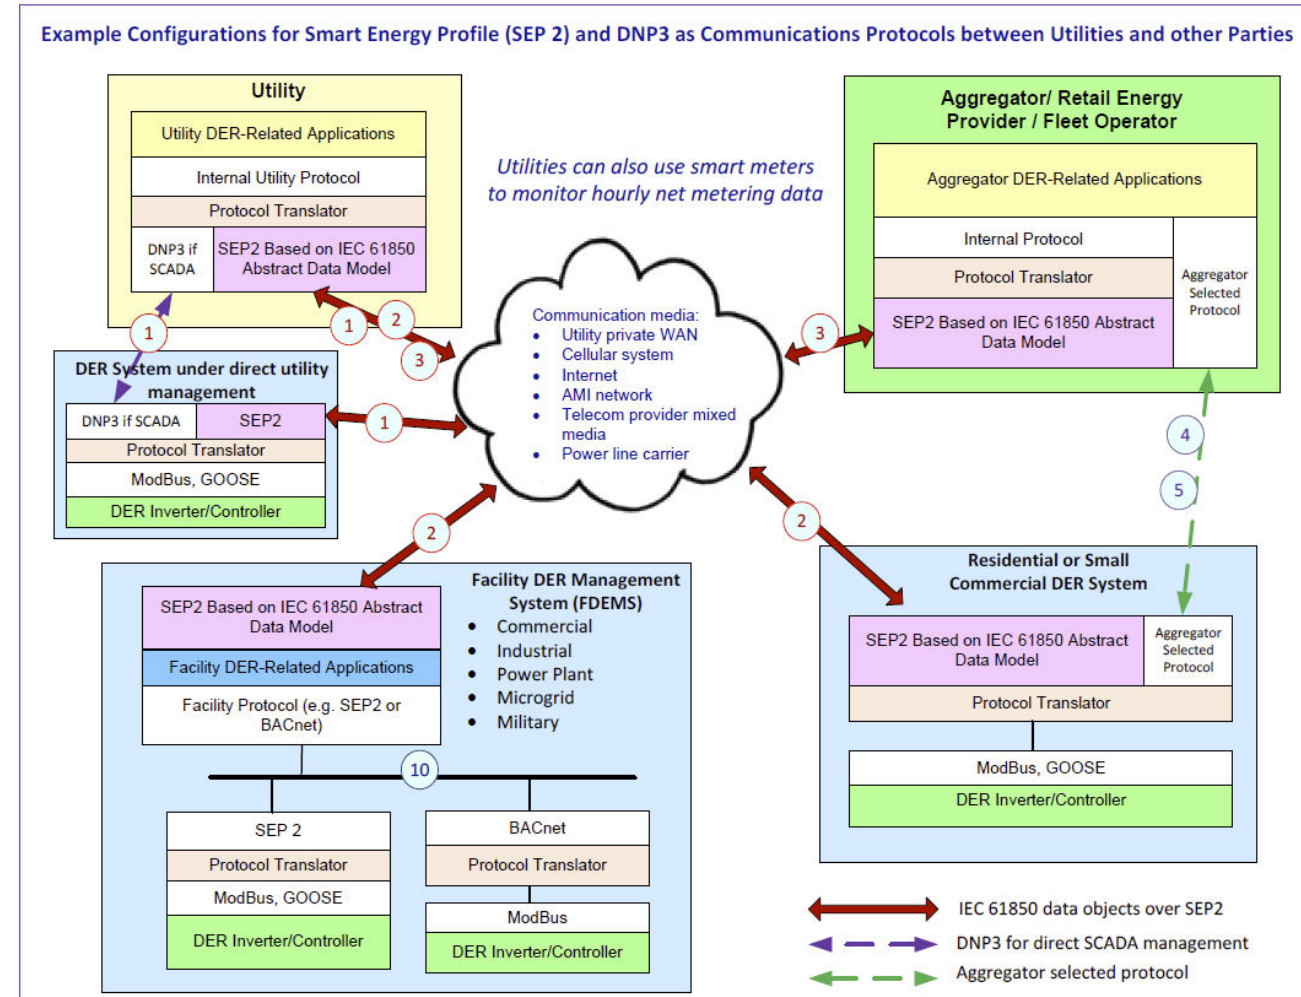 Example Configurations for Smart Energy Profile (SEP 2) and DNP3 as Communications Protocols between Utilities and other Parties
Utility
Utility DER-Related Applications
Internal Utility Protocol
Protocol Translator
DNP3 if
SCADA
SEP2 Based on IEC 61850
Abstract Data Model
Utilities can also use smart meters
to monitor hourly net metering data
Aggregator/ Retail Energy
Provider / Fleet Operator
Aggregator DER-Related Applications
Internal Protocol
Protocol Translator
SEP2 Based on IEC 61850 Abstract
Data Model
Aggregator
Selected
Protocol
1
1
2
3
3
Communication media:
• Utility private WAN
• Cellular system
• Internet
• AMI network
• Telecom provider mixed
media
• Power line carrier
DER System under direct utility
management
DNP3 if SCADA
SEP2
Protocol Translator
ModBus, GOOSE
DER Inverter/Controller
1
2
2
4
5
Facility DER Management
System (FDEMS)
• Commercial
• Industrial
• Power Plant
• Microgrid
• Military
SEP2 Based on IEC 61850 Abstract
Data Model
Facility DER-Related Applications
Facility Protocol (e.g. SEP2 or
BACnet)
10
SEP 2
Protocol Translator
ModBus, GOOSE
DER Inverter/Controller
BACnet
Protocol Translator
ModBus
DER Inverter/Controller
Residential or Small
Commercial DER System
SEP2 Based on IEC 61850 Abstract
Data Model
Aggregator
Selected
Protocol
Protocol Translator
ModBus, GOOSE
DER Inverter/Controller
IEC 61850 data objects over SEP2
DNP3 for direct SCADA management
Aggregator selected protocol